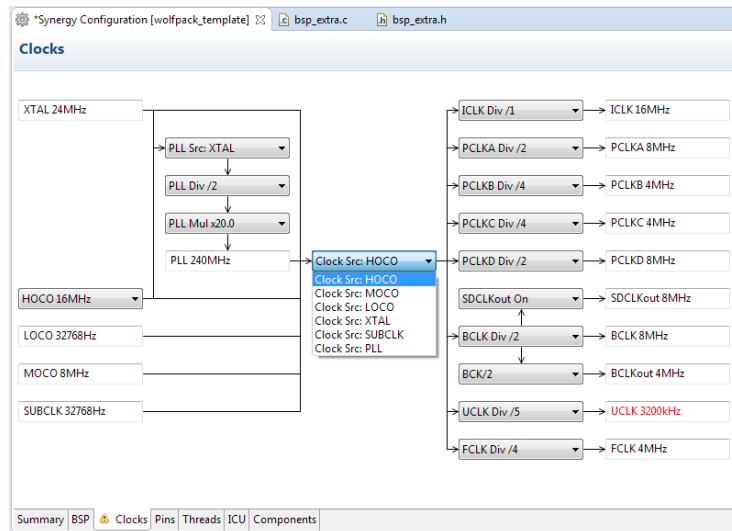 *Synergy Configuration [wolfpack_template]
bsp_extra.c
bsp_extra.h
Clocks
XTAL 24MHz
PLL Src: XTAL
PLL Div /2
PLL Mul x20.0
PLL 240MHz
HOCO 16MHz
LOCO 32768Hz
MOCO 8MHz
SUBCLK 32768Hz
Clock Src: HOCO
Clock Src: HOCO
Clock Src: MOCO
Clock Src: LOCO
Clock Src: XTAL
Clock Src: SUBCLK
Clock Src: PLL
ICLK Div /1
ICLK 16MHz
PCLKA Div /2
PCLKA 8MHz
PCLKB Div /4
PCLKB 4MHz
PCLKC Div /4
PCLKC 4MHz
PCLKD Div /2
PCLKD 8MHz
SDCLKout On
SDCLKout 8MHz
BCLK Div /2
BCLK 8MHz
BCK/2
BCLKout 4MHz
UCLK Div /5
UCLK 3200kHz
FCLK Div /4
FCLK 4MHz
Summary
BSP
Clocks
Pins
Threads
ICU
Components